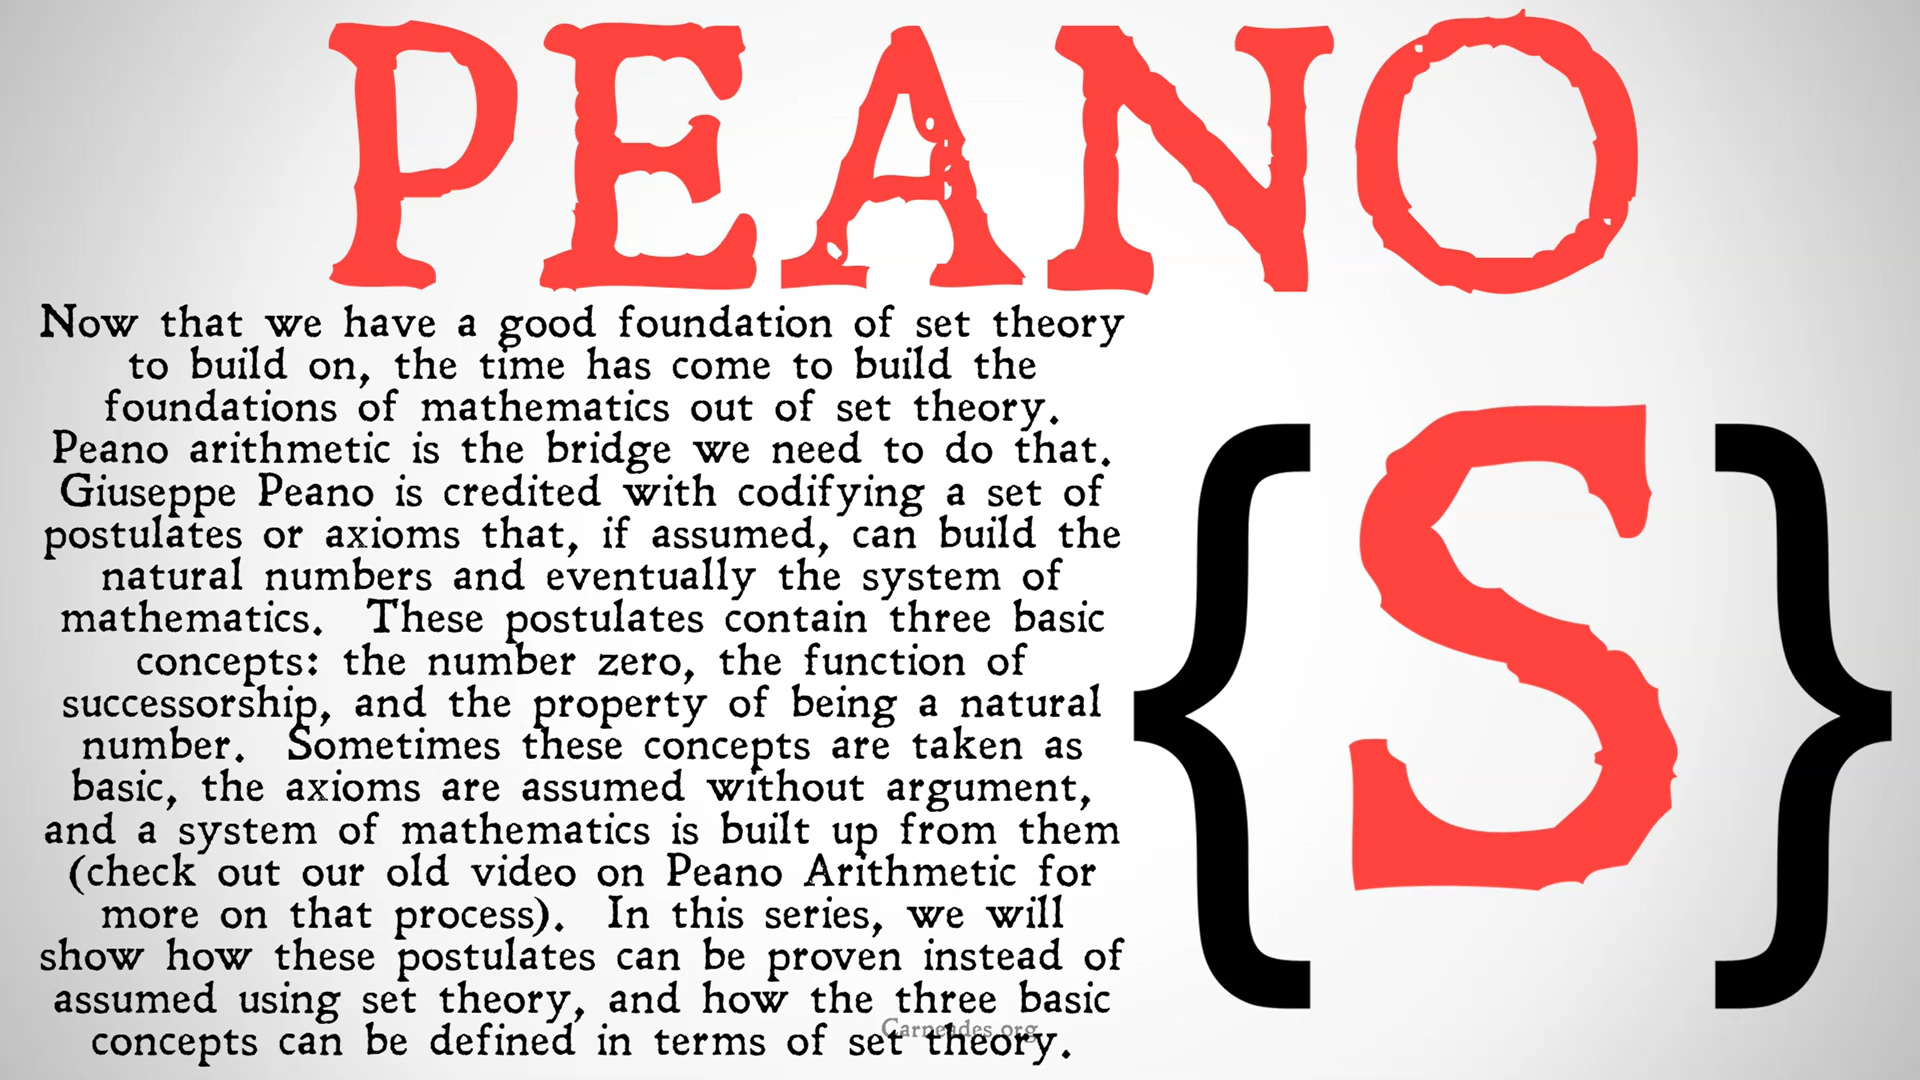 PEANO
Now that we have a good foundation of set theory
to build on, the time has come to build the
foundations of mathematics out of set theory.
Peano arithmetic is the bridge we need to do that.
Giuseppe Peano is credited with codifying a set of
postulates or axioms that, if assumed, can build the
natural numbers and eventually the system of
mathematics. These postulates contain three basic
concepts: the number zero, the function of
successorship, and the property of being a natural
number. Sometimes these concepts are taken as
basic, the axioms are assumed without argument,
and a system of mathematics is built up from them
(check out our old video on Peano Arithmetic for
more on that process). In this series, we will
show how these postulates can be proven instead of
assumed using set theory, and how the three basic
concepts can be defined in terms of set theory.
{S}
Carneades.org